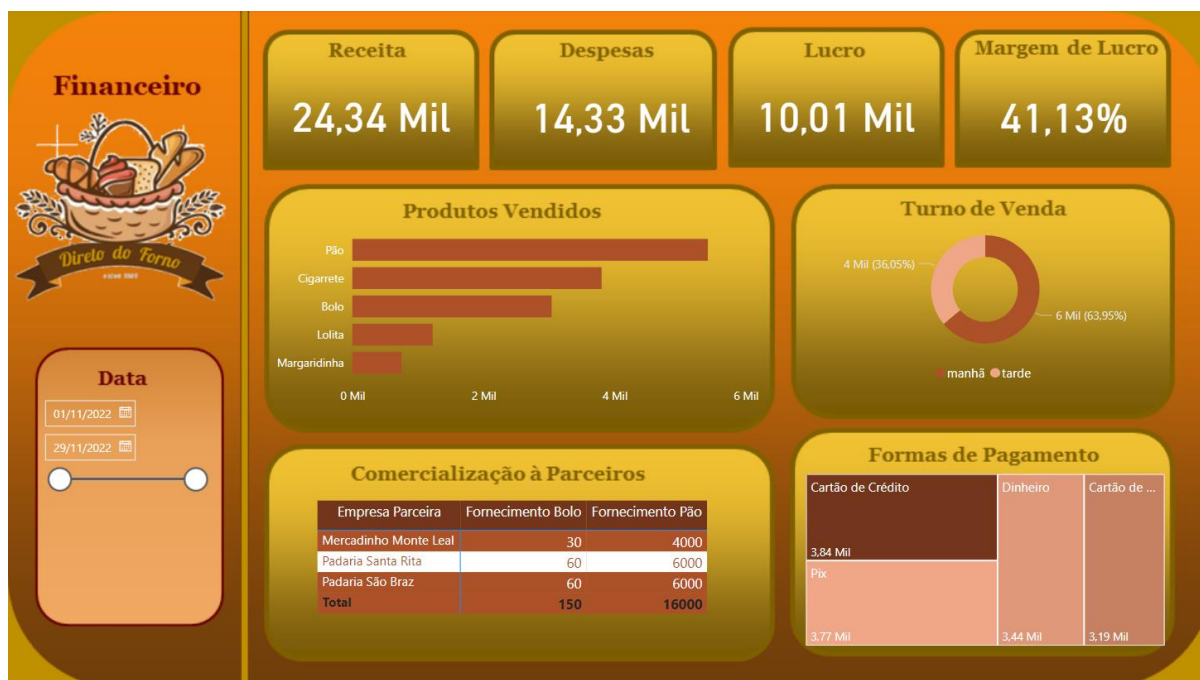 Financeiro
Direto do Forno
Data
01/11/2022
29/11/2022
Receita
24,34 Mil
Despesas
14,33 Mil
Lucro
10,01 Mil
Margem de Lucro
41,13%
Produtos Vendidos
Pão
Cigarrete
Bolo
Lolita
Margaridinha
0 Mil 2 Mil 4 Mil 6 Mil
Turno de Venda
4 Mil (36,05%)
6 Mil (63,95%)
manhã tarde
Comercialização à Parceiros
Empresa Parceira Fornecimento Bolo Fornecimento Pão
Mercadinho Monte Leal 30 4000
Padaria Santa Rita 60 6000
Padaria São Braz 60 6000
Total 150 16000
Formas de Pagamento
Cartão de Crédito Dinheiro Cartão de ...
3,84 Mil
Pix
3,77 Mil 3,44 Mil 3,19 Mil